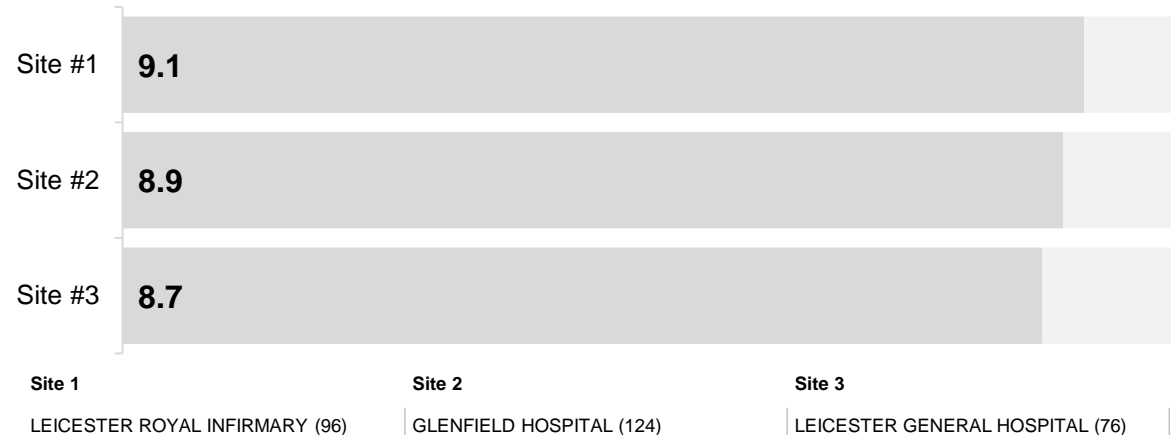 Site #1 9.1
Site #2 8.9
Site #3 8.7
Site 1 Site 2 Site 3
LEICESTER ROYAL INFIRMARY (96) GLENFIELD HOSPITAL (124) LEICESTER GENERAL HOSPITAL (76)